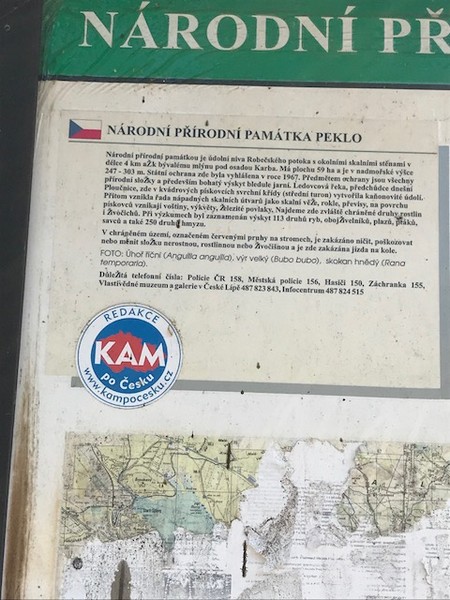 NÁRODNÍ PŘ
NÁRODNÍ PŘÍRODNÍ PAMÁTKA PEKLO
Národní přírodní památkou je údolní niva Robečského potoka s okolními skalními stěnami v
délce 4 km až k bývalému mlýnu pod osadou Karba. Má plochu 59 ha a je v nadmořské výšce
247 - 303 m. Státní ochrana zde byla vyhlášena v roce 1967. Předmětem ochrany jsou všechny
přírodní složky a především bohatý výskyt bledule jarní. Ledovcová řeka, předchůdce dnešní
Ploučnice, zde v kvádrových pískovcích svrchní křídy (střední turon) vytvořila kaňonovité údolí.
Přitom vznikla řada nápadných skalních útvarů jako skalní věže, rokle, převisy, na povrchu
pískovců vznikají voštiny, výkvěty, železité povlaky. Najdeme zde zvláště chráněné druhy rostlin
i živočichů. Při výzkumech byl zaznamenán výskyt 113 druhů ryb, obojživelníků, plazů, ptáků,
savců a také 250 druhů hmyzu.
V chráněném území, označeném červenými pruhy na stromech, je zakázáno ničit, poškozovat
nebo měnit složku nerostnou, rostlinnou nebo živočišnou a je zde zakázána jízda na kole.
FOTO: Úhoř říční (Anguilla anguilla), výr velký (Bubo bubo), skokan hnědý (Rana
temporaria).
Důležitá telefonní čísla: Policie ČR 158, Městská policie 156, Hasiči 150, Záchranka 155,
Vlastivědné muzeum a galerie v České Lípě 487 823 843, Infocentrum 487 824 515
REDAKCE
KAM
po Česku
www.kampocesku.cz